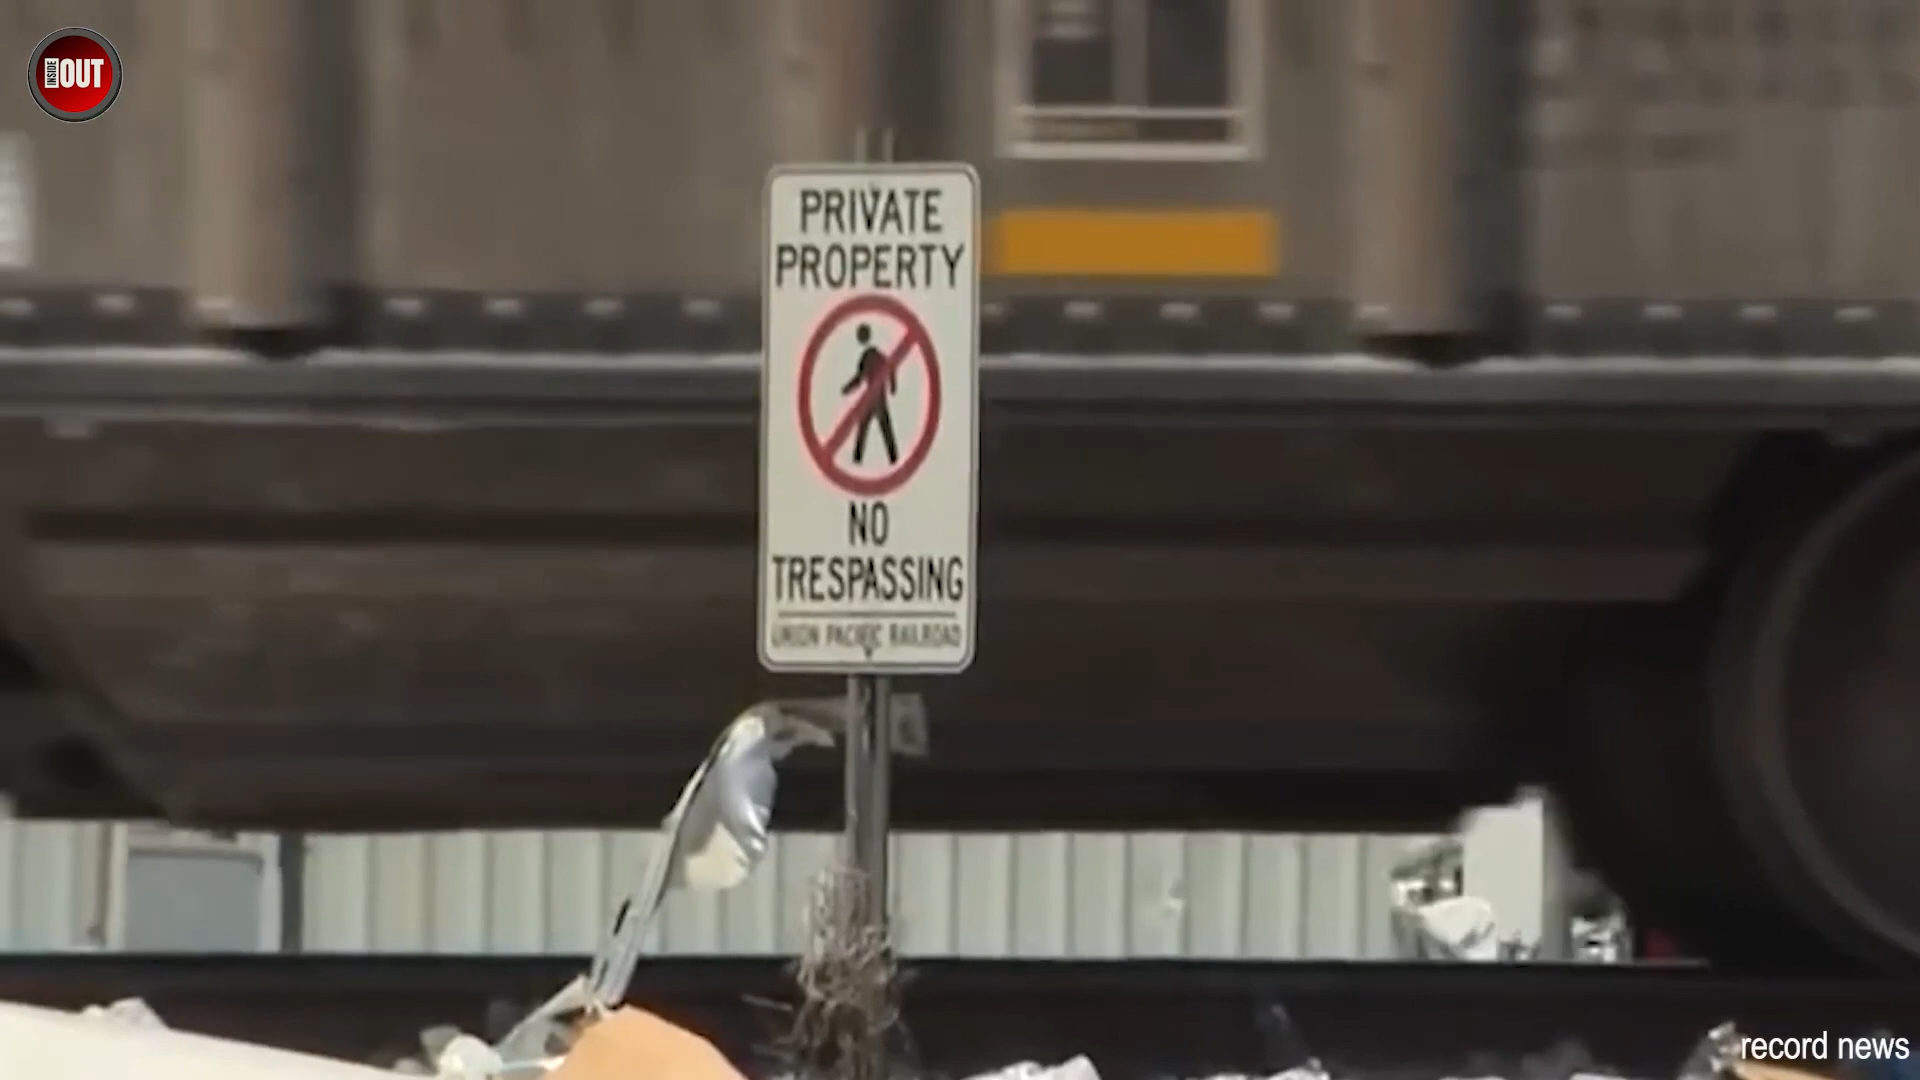 INSIDE OUT
PRIVATE
PROPERTY
NO
TRESPASSING
UNION PACIFIC RAILROAD
record news